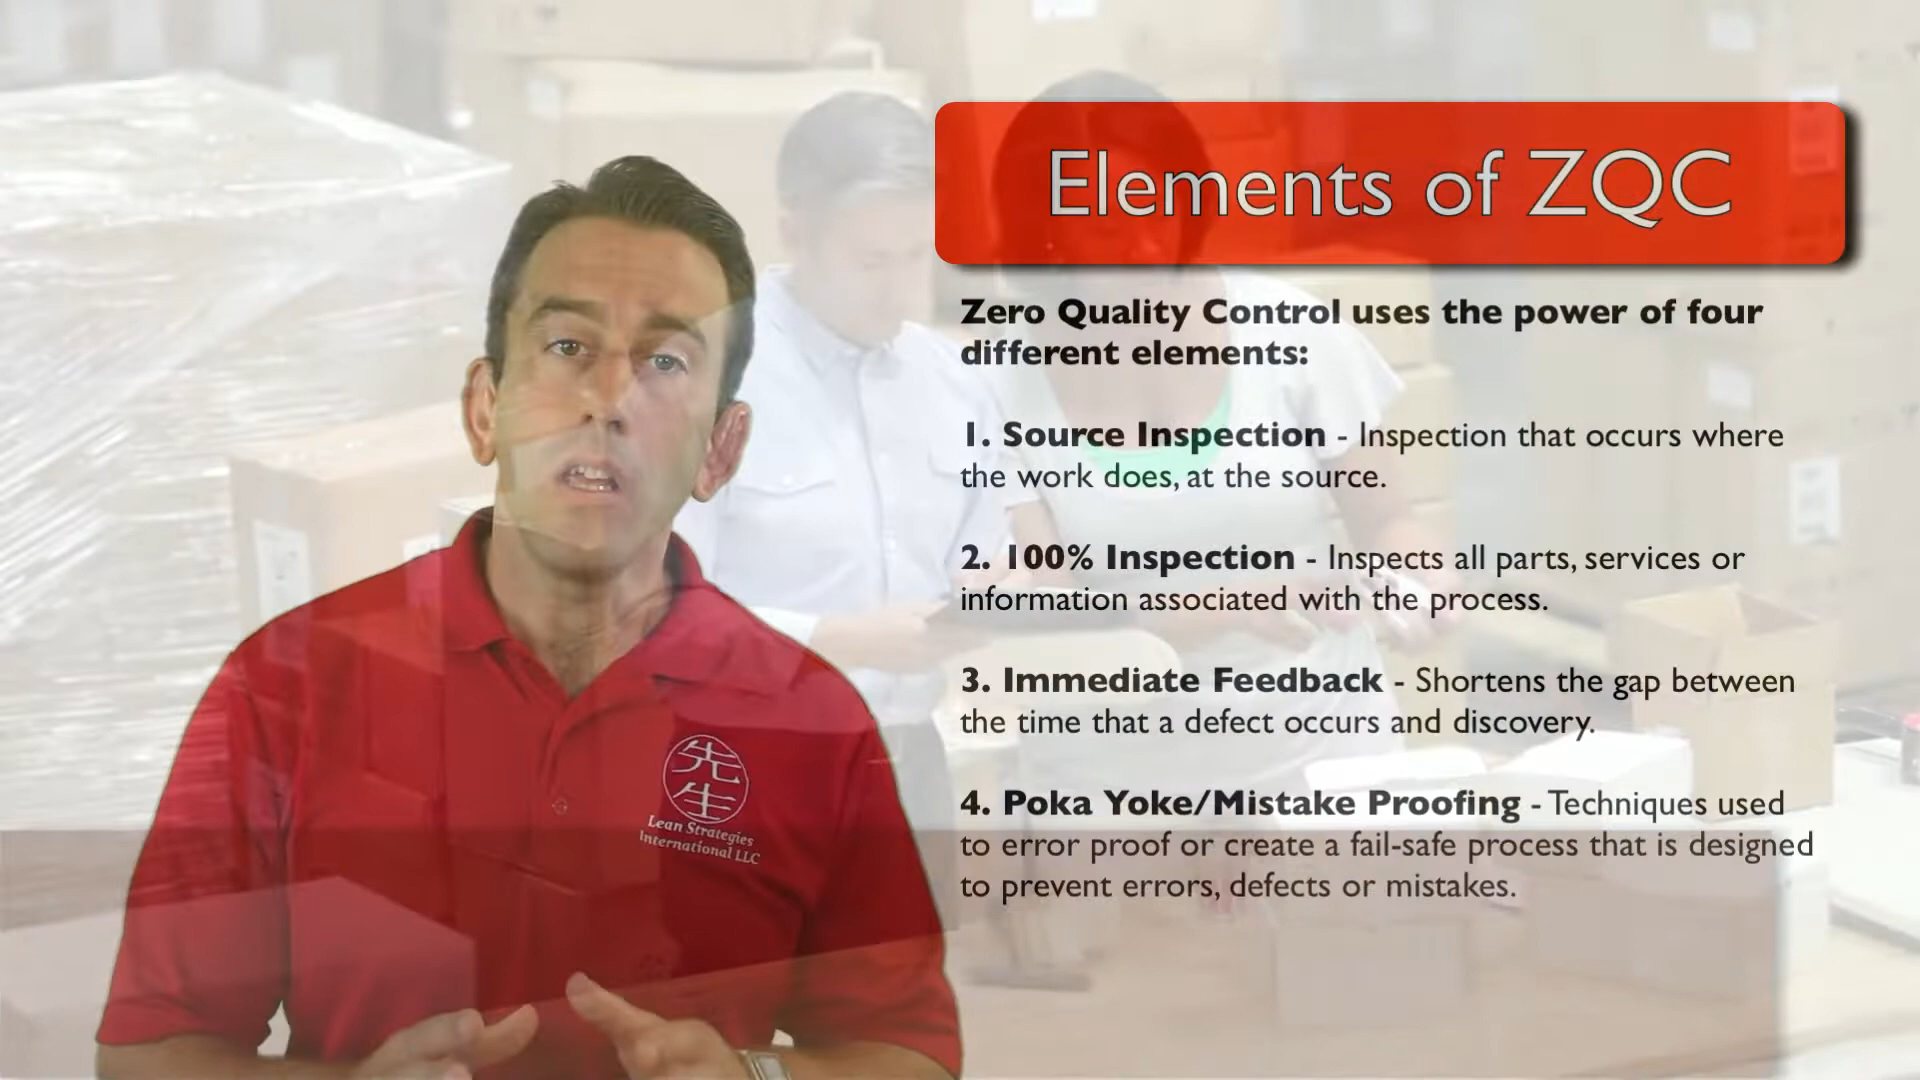 Elements of ZQC
Zero Quality Control uses the power of four
different elements:
1. Source Inspection - Inspection that occurs where
the work does, at the source.
2. 100% Inspection - Inspects all parts, services or
information associated with the process.
3. Immediate Feedback - Shortens the gap between
the time that a defect occurs and discovery.
4. Poka Yoke/Mistake Proofing - Techniques used
to error proof or create a fail-safe process that is designed
to prevent errors, defects or mistakes.
先
生
Lean Strategies
International LLC